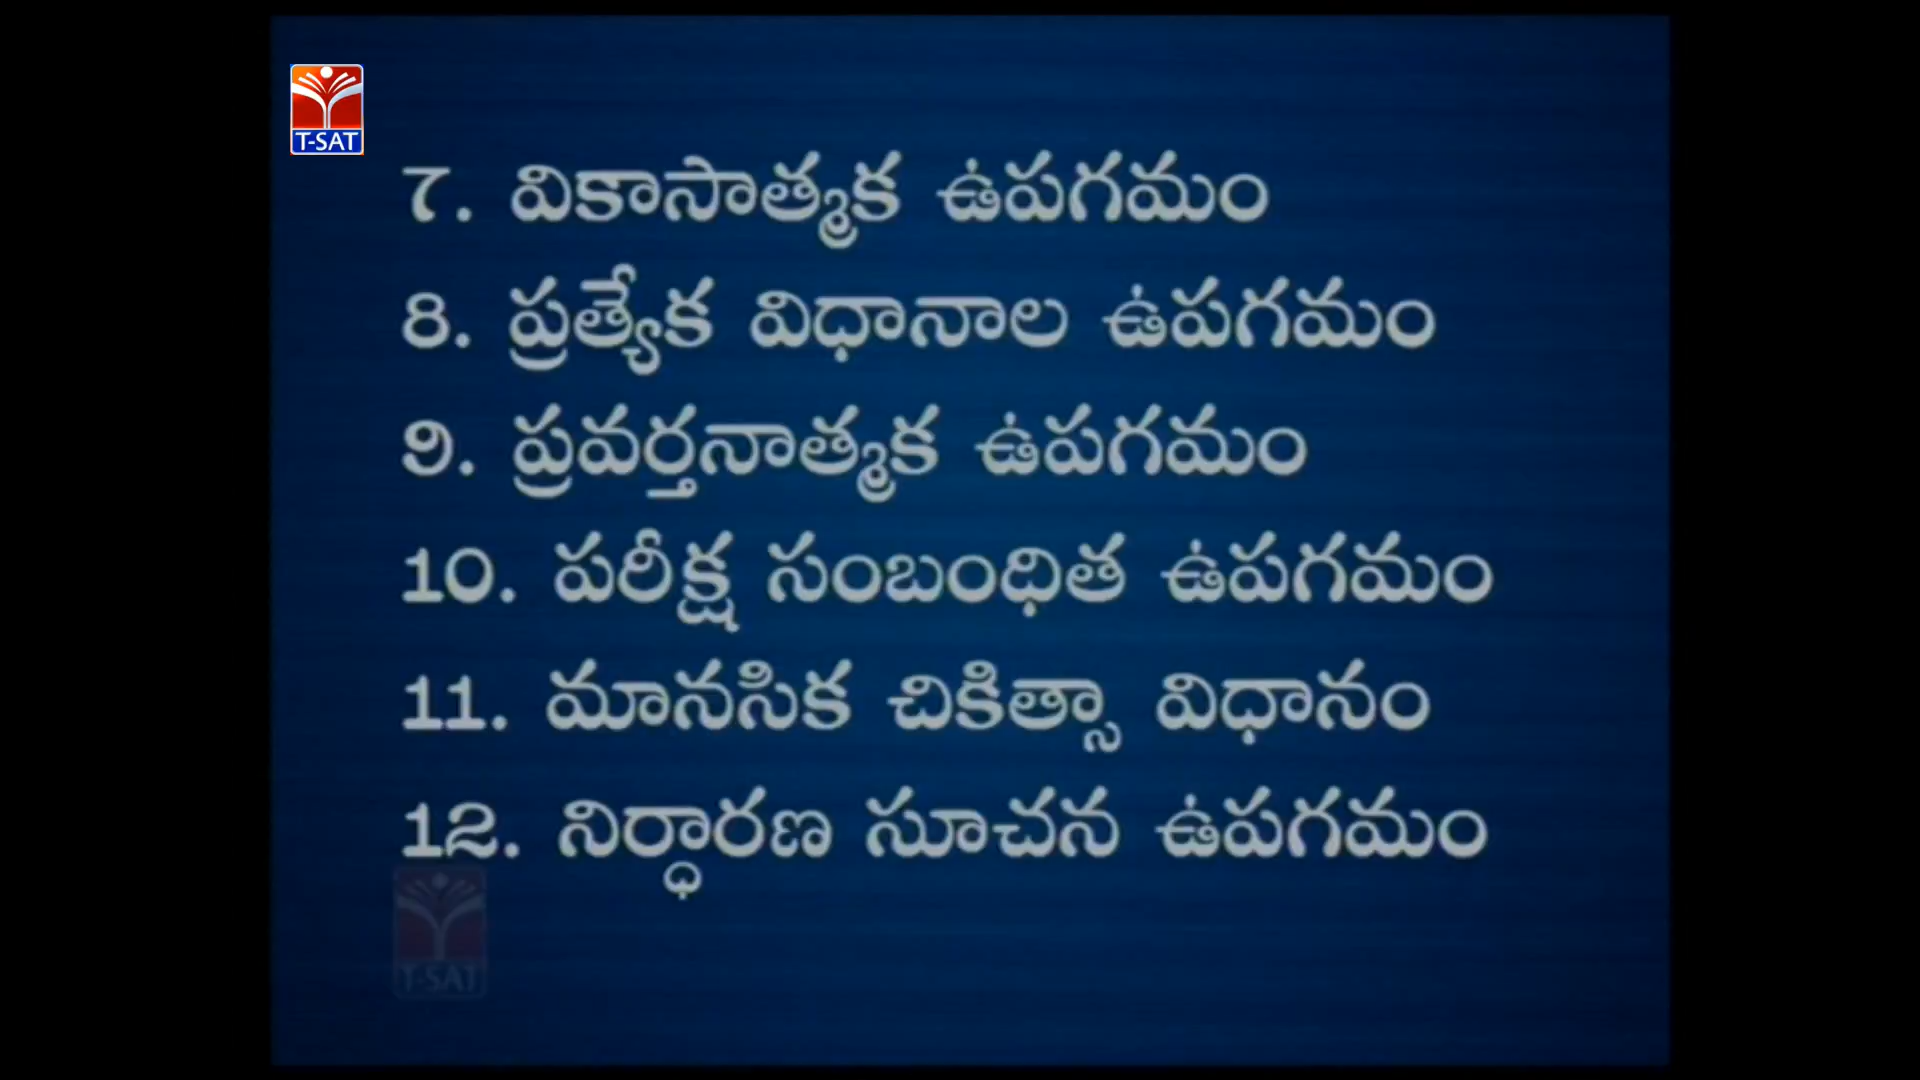 T-SAT
7. వికాసాత్మక ఉపగమం
8. ప్రత్యేక విధానాల ఉపగమం
9. ప్రవర్తనాత్మక ఉపగమం
10. పరీక్ష సంబంధిత ఉపగమం
11. మానసిక చికిత్సా విధానం
12. నిర్ధారణ సూచన ఉపగమం
T-SAT